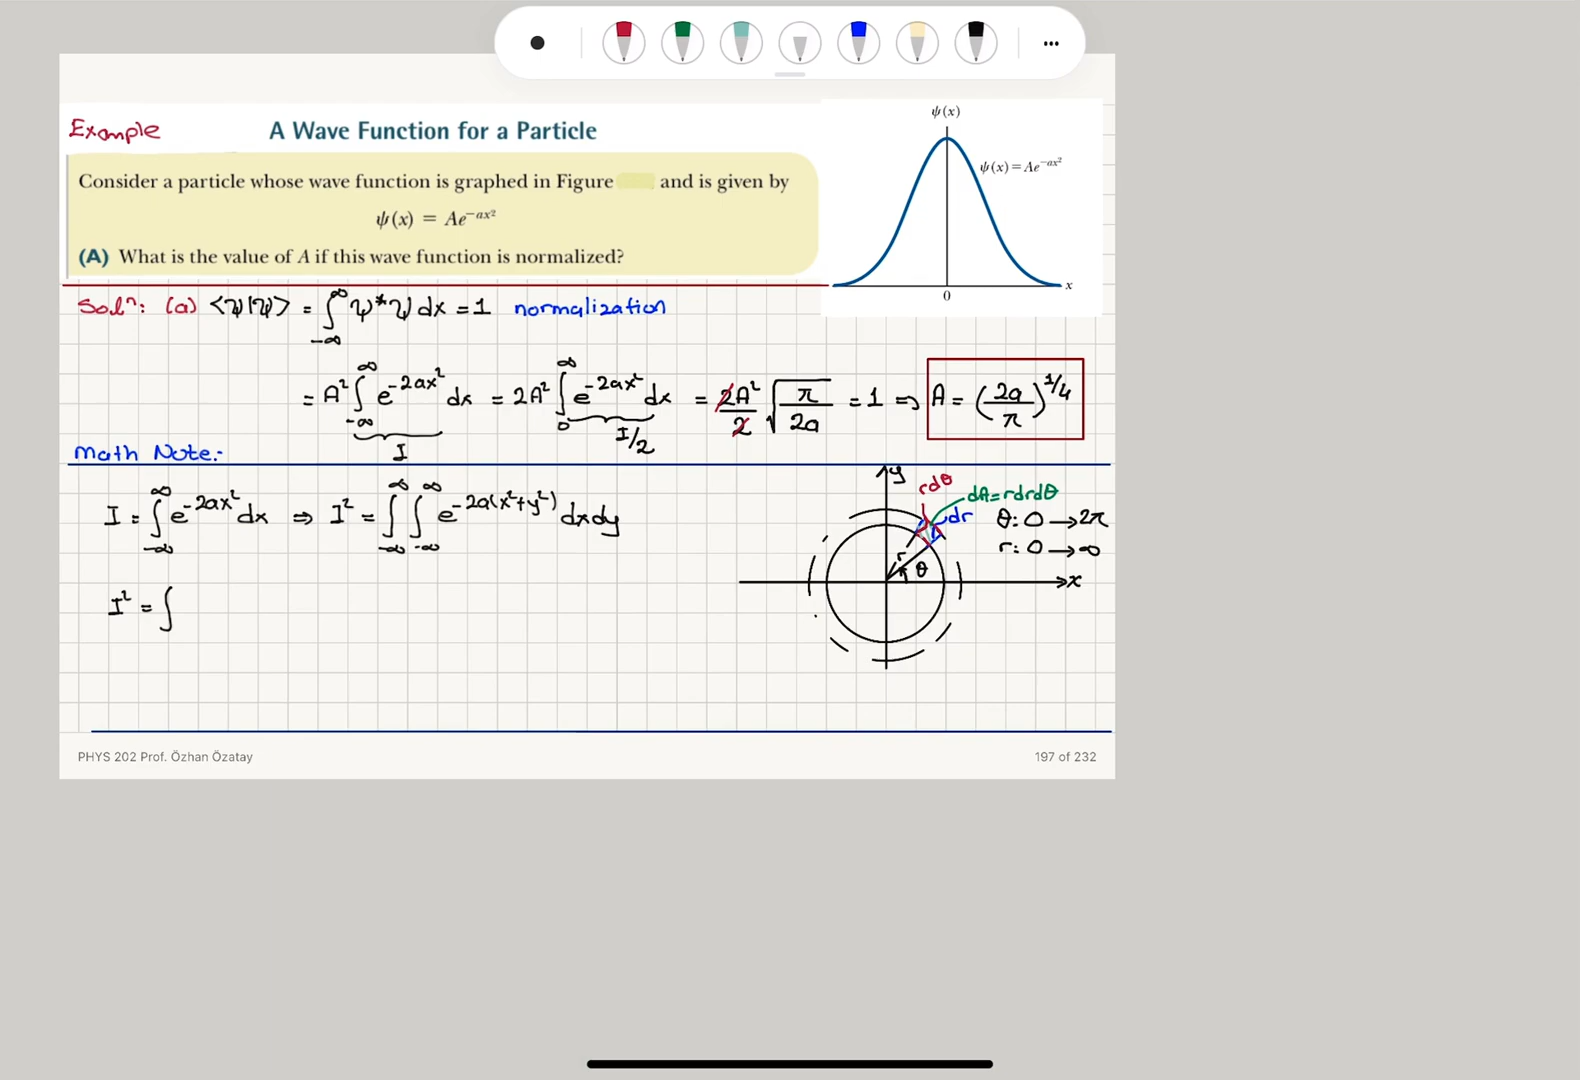 Example
A Wave Function for a Particle
Consider a particle whose wave function is graphed in Figure and is given by
ψ(x) = Ae^{-ax²}
(A) What is the value of A if this wave function is normalized?
ψ(x)
ψ(x) = Ae^{-ax²}
x
0
Solⁿ: (a) <ψ|ψ> = ∫_{-∞}^{∞} ψ*ψ dx = 1 normalization
= A² ∫_{-∞}^{∞} e^{-2ax²} dx = 2A² ∫_{0}^{∞} e^{-2ax²} dx = 2A²/2 √(π/2a) = 1 ⇒ A = (2a/π)^{1/4}
I
I/2
Math Note:-
I = ∫_{-∞}^{∞} e^{-2ax²} dx ⇒ I² = ∫_{-∞}^{∞} ∫_{-∞}^{∞} e^{-2a(x²+y²)} dxdy
y
rdθ
dA=rdrdθ
dr
θ: 0 → 2π
r: 0 → ∞
r
θ
x
I² = ∫
PHYS 202 Prof. Özhan Özatay
197 of 232